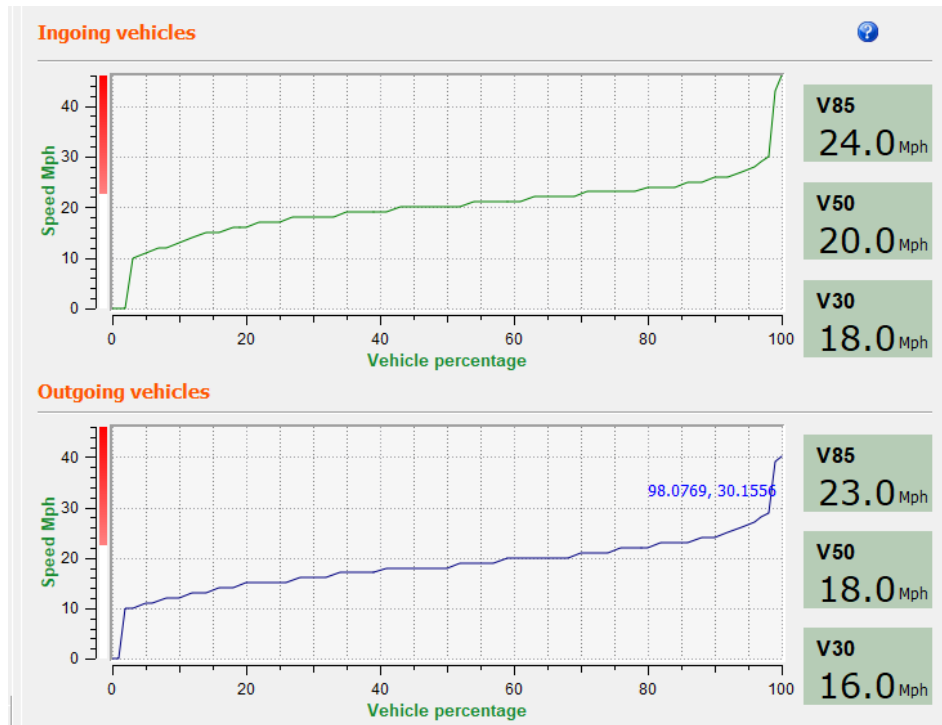 Ingoing vehicles
?
Speed Mph
40
30
20
10
0
0 20 40 60 80 100
Vehicle percentage
V85
24.0 Mph
V50
20.0 Mph
V30
18.0 Mph
Outgoing vehicles
Speed Mph
40
30
20
10
0
98.0769, 30.1556
0 20 40 60 80 100
Vehicle percentage
V85
23.0 Mph
V50
18.0 Mph
V30
16.0 Mph